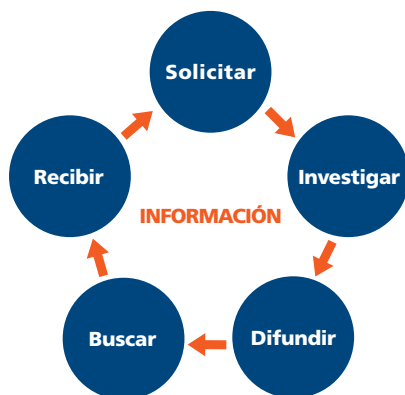 Solicitar
Recibir
Investigar
INFORMACIÓN
Buscar
Difundir